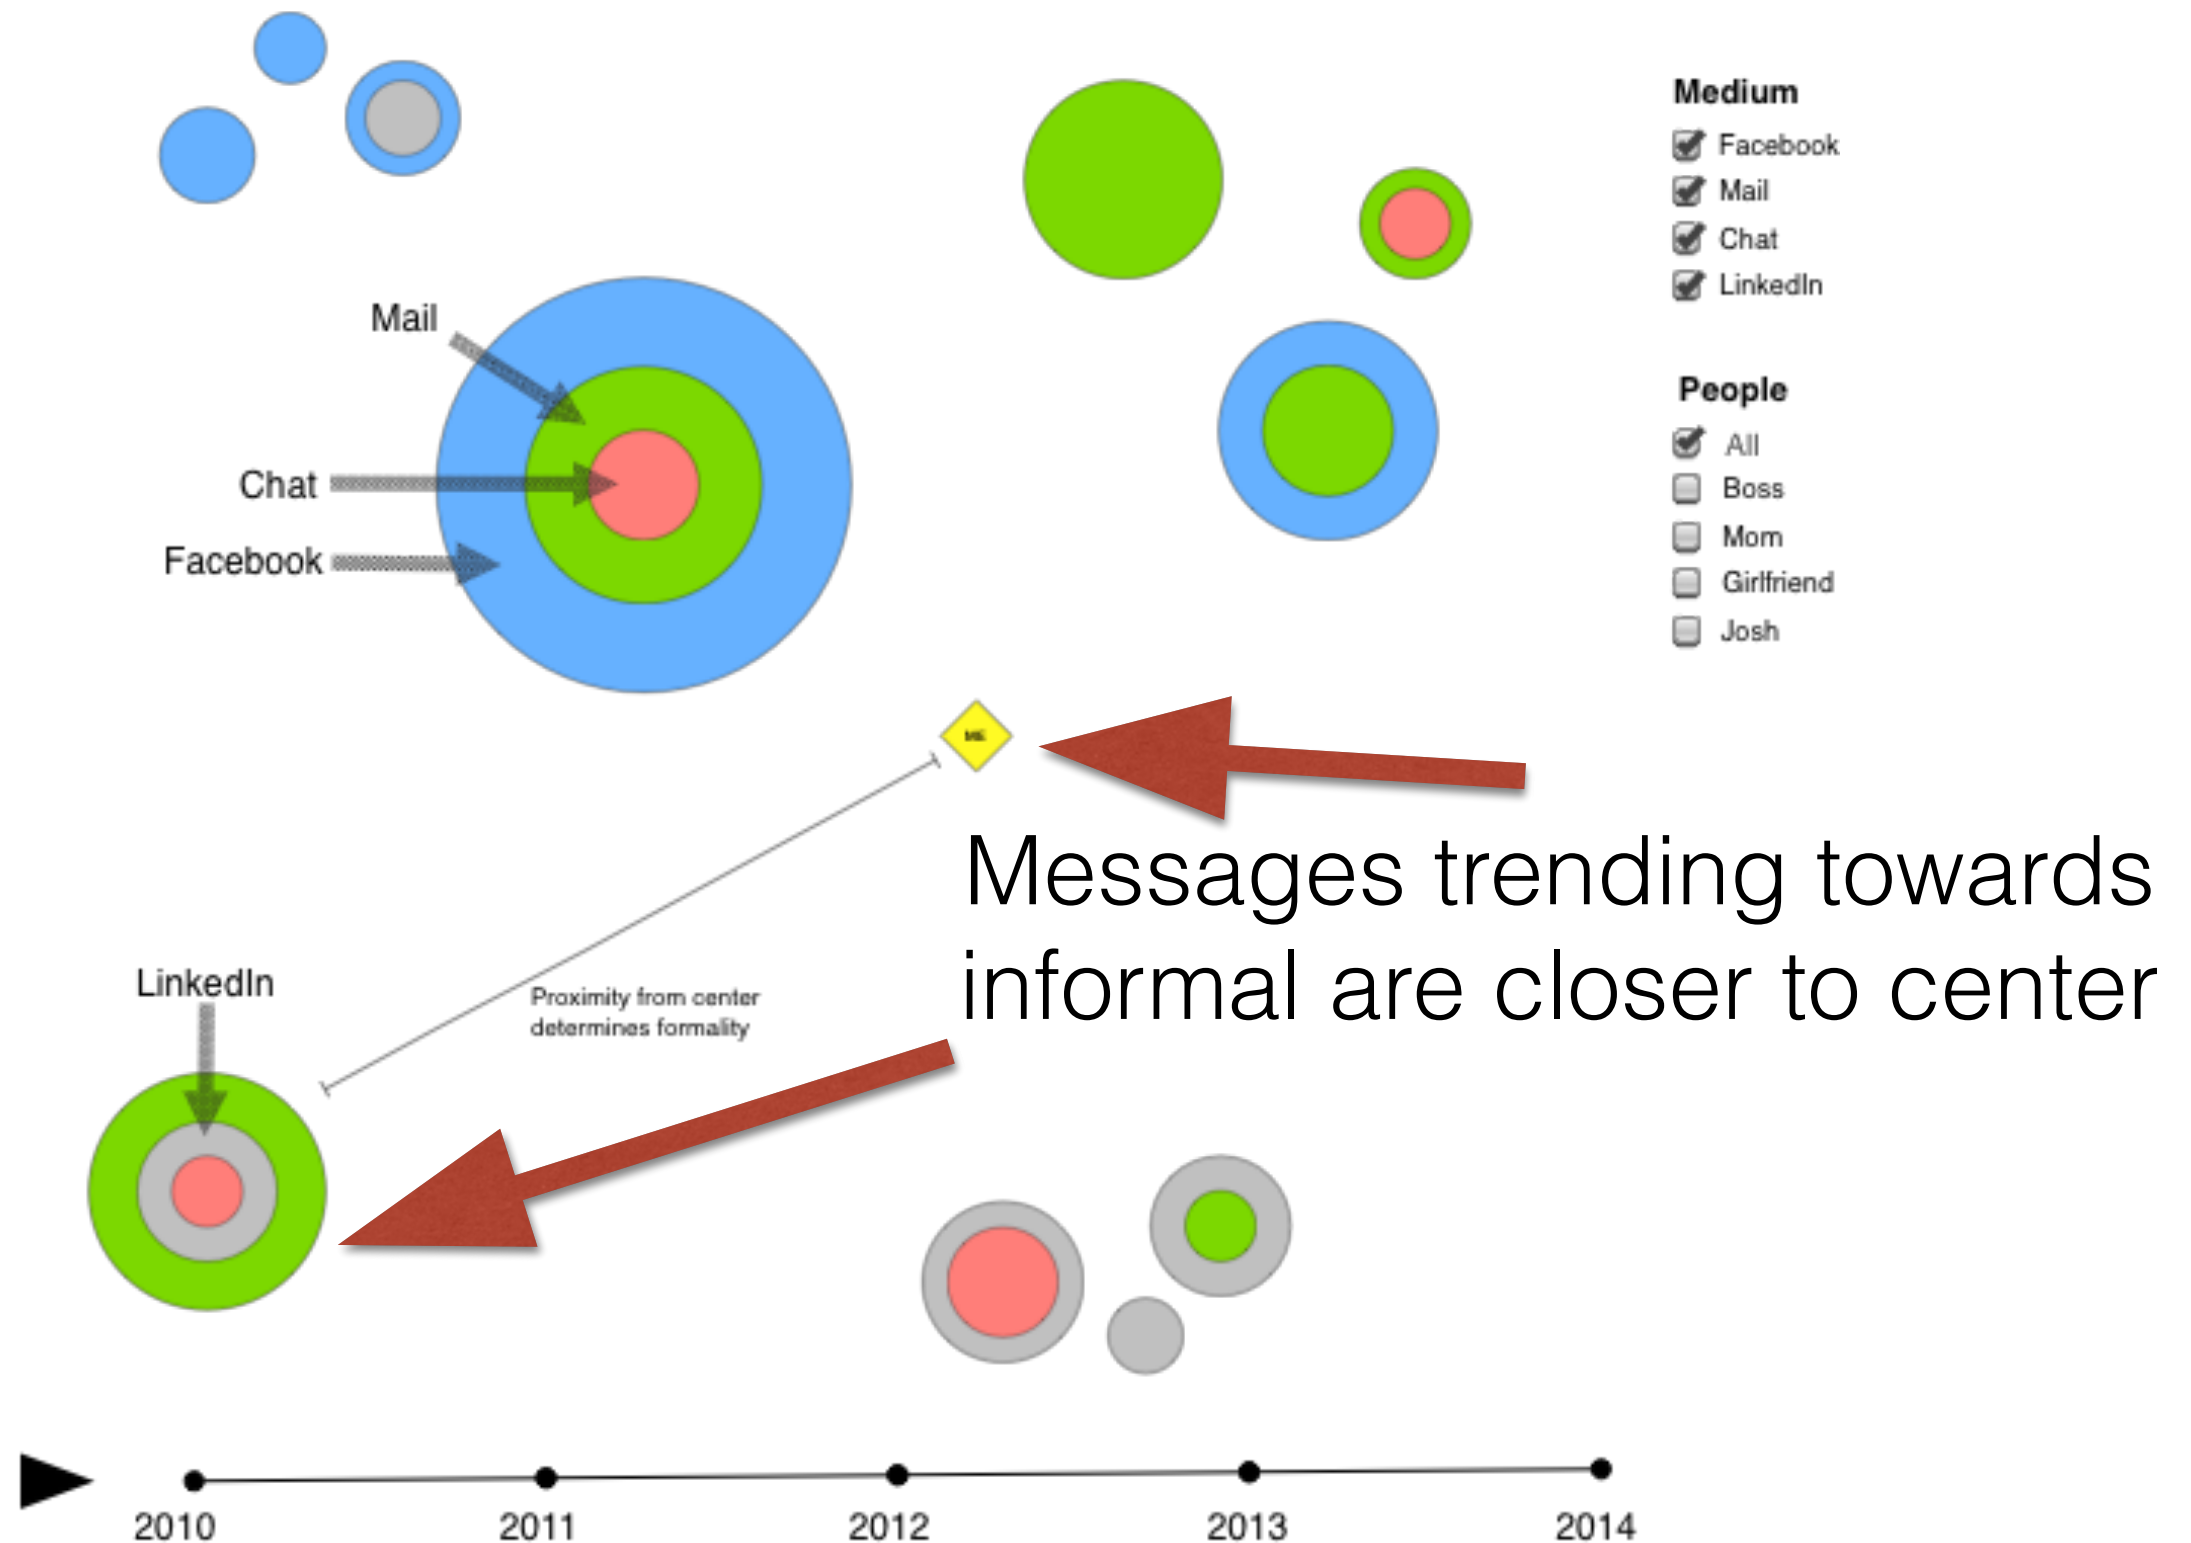 Medium
Facebook
Mail
Chat
LinkedIn
People
All
Boss
Mom
Girlfriend
Josh
Mail
Chat
Facebook
ME
Messages trending towards
informal are closer to center
LinkedIn
Proximity from center
determines formality
2010 2011 2012 2013 2014